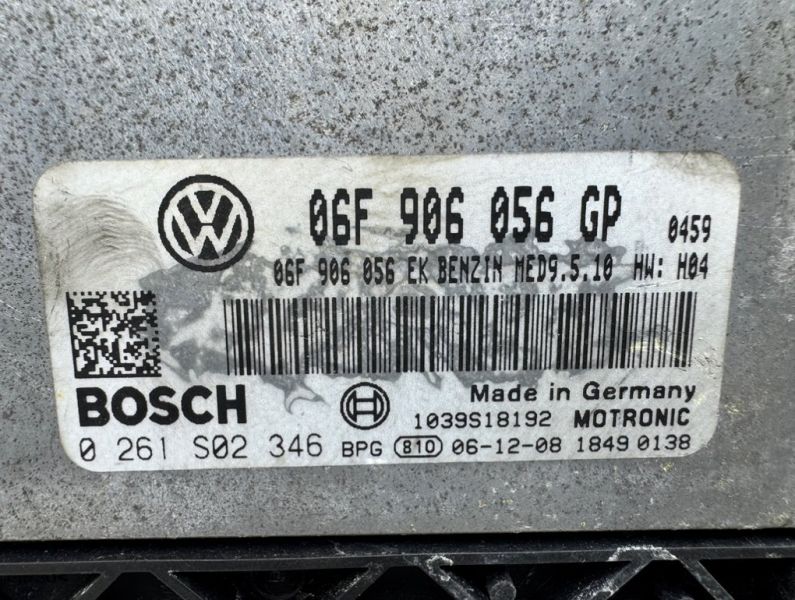 06F 906 056 GP 0459
06F 906 056 EK BENZIN MED9.5.10 HW: H04
BOSCH
Made in Germany
1039S18192 MOTRONIC
0 261 S02 346 BPG 810 06-12-08 1849 0138